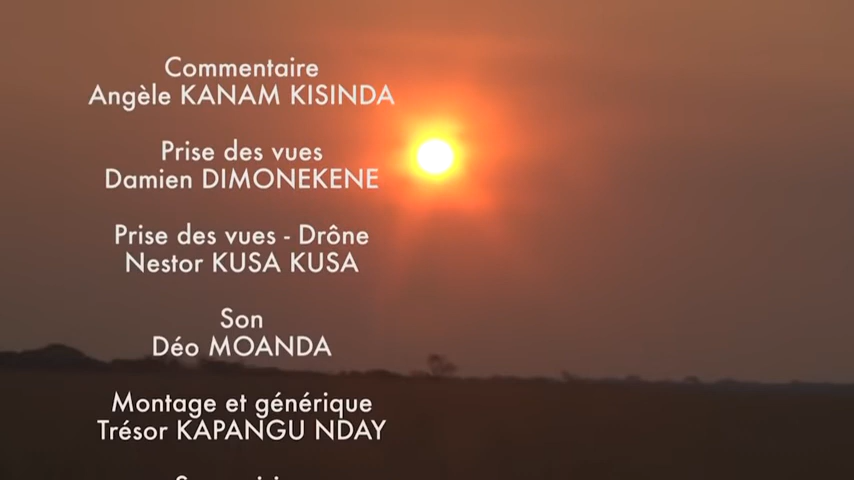 Commentaire
Angèle KANAM KISINDA
Prise des vues
Damien DIMONEKENE
Prise des vues - Drône
Nestor KUSA KUSA
Son
Déo MOANDA
Montage et générique
Trésor KAPANGU NDAY